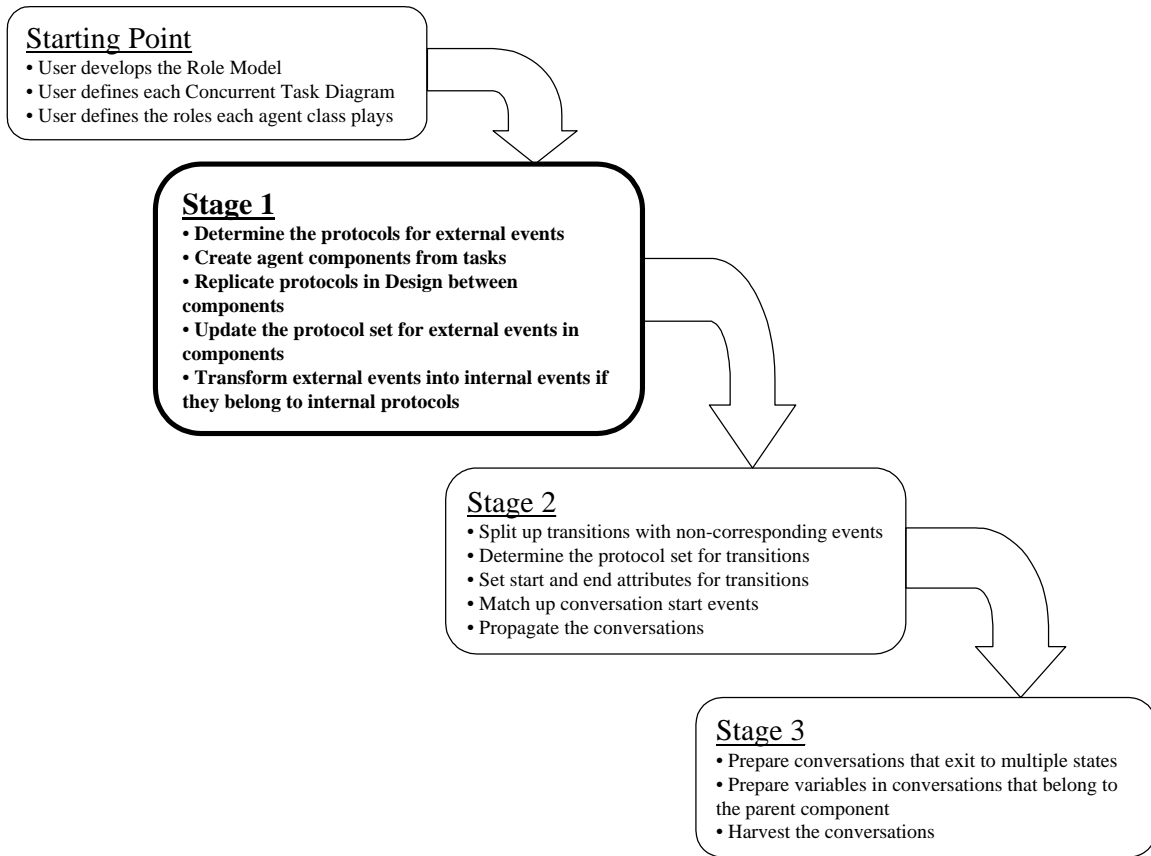 Starting Point
• User develops the Role Model
• User defines each Concurrent Task Diagram
• User defines the roles each agent class plays
Stage 1
• Determine the protocols for external events
• Create agent components from tasks
• Replicate protocols in Design between
components
• Update the protocol set for external events in
components
• Transform external events into internal events if
they belong to internal protocols
Stage 2
• Split up transitions with non-corresponding events
• Determine the protocol set for transitions
• Set start and end attributes for transitions
• Match up conversation start events
• Propagate the conversations
Stage 3
• Prepare conversations that exit to multiple states
• Prepare variables in conversations that belong to
the parent component
• Harvest the conversations